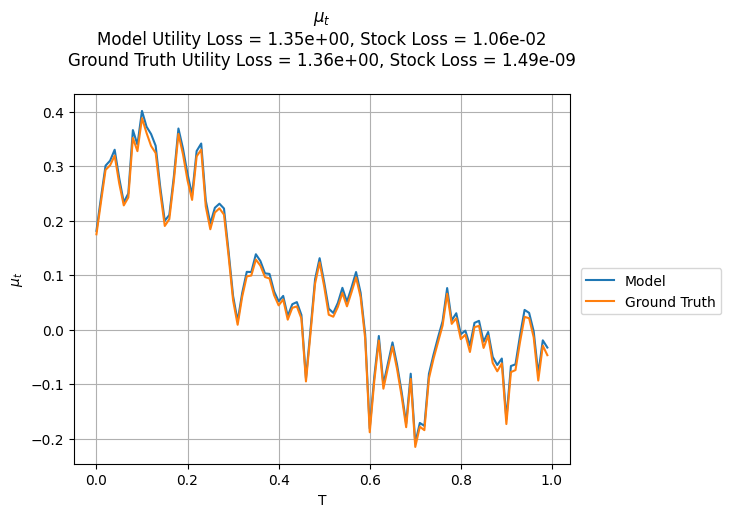 μ_t
Model Utility Loss = 1.35e+00, Stock Loss = 1.06e-02
Ground Truth Utility Loss = 1.36e+00, Stock Loss = 1.49e-09
0.4
0.3
0.2
0.1
0.0
−0.1
−0.2
μ_t
0.0 0.2 0.4 0.6 0.8 1.0
T
Model
Ground Truth